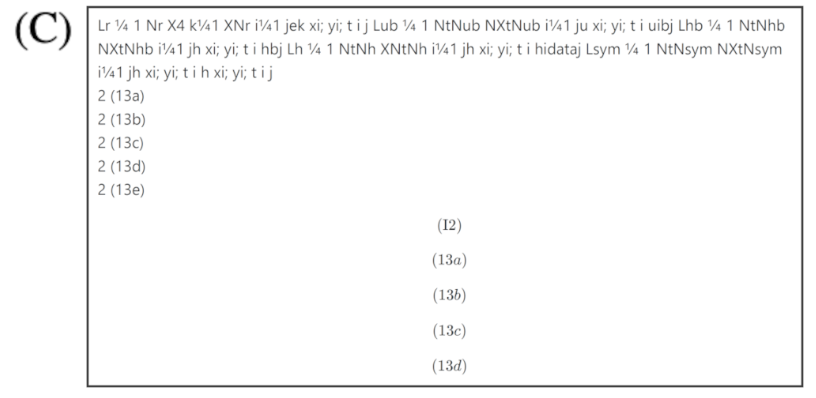 (C)
Lr ¼ 1 Nr X4 k¼1 XNr i¼1 jek xi; yi; t i j Lub ¼ 1 NtNub NXtNub i¼1 ju xi; yi; t i uibj Lhb ¼ 1 NtNhb
NXtNhb i¼1 jh xi; yi; t i hbj Lh ¼ 1 NtNh XNtNh i¼1 jh xi; yi; t i hidataj Lsym ¼ 1 NtNsym NXtNsym
i¼1 jh xi; yi; t i h xi; yi; t i j
2 (13a)
2 (13b)
2 (13c)
2 (13d)
2 (13e)
(I2)
(13a)
(13b)
(13c)
(13d)